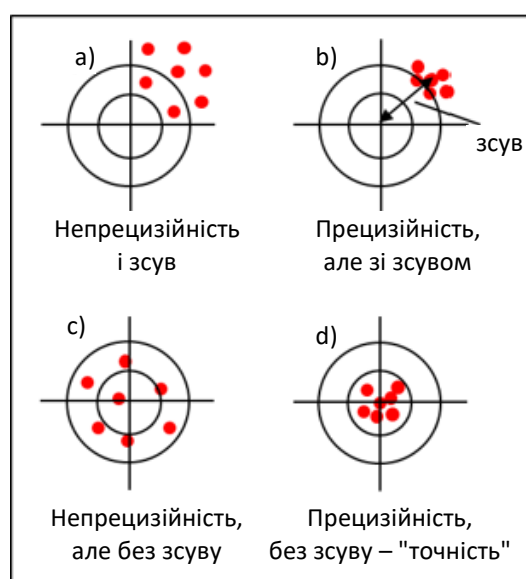 a)
b)
зсув
Непрецизійність
і зсув
Прецизійність,
але зі зсувом
c)
d)
Непрецизійність,
але без зсуву
Прецизійність,
без зсуву – "точність"